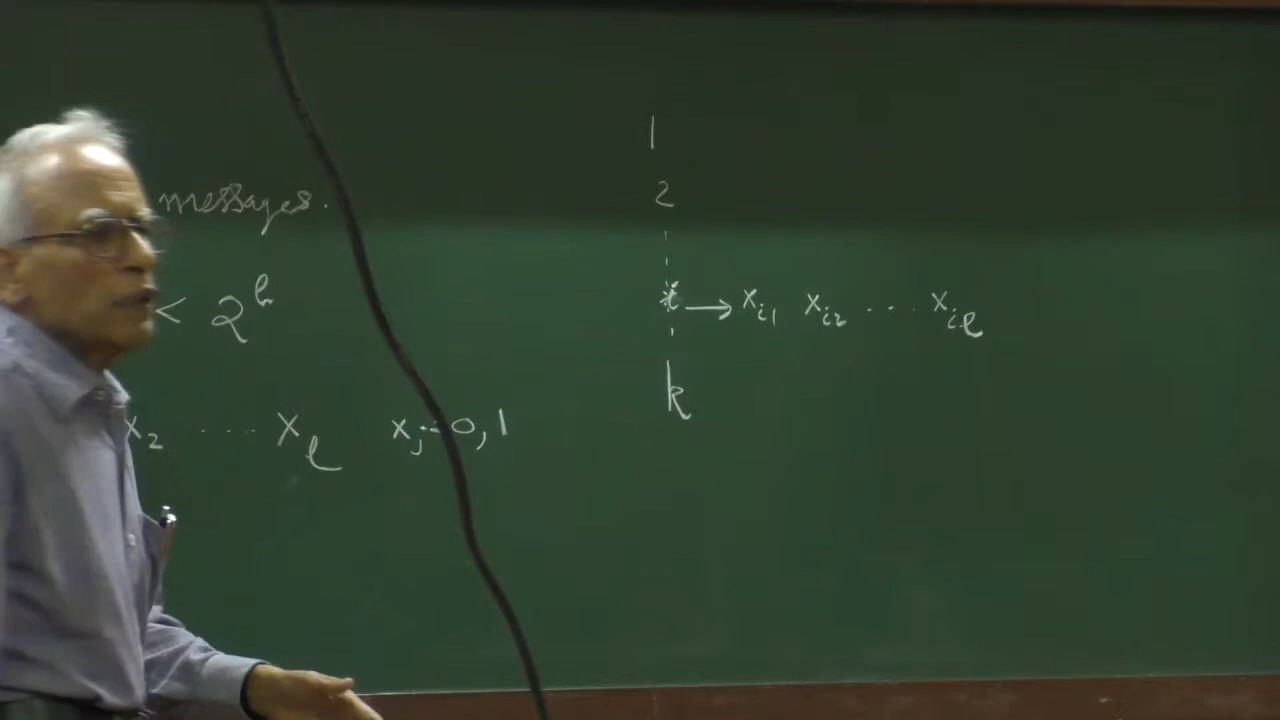 messages.
< 2^l
x_2 ... x_l x_j = 0, 1
1
2
i → x_i1 x_i2 ... x_il
k